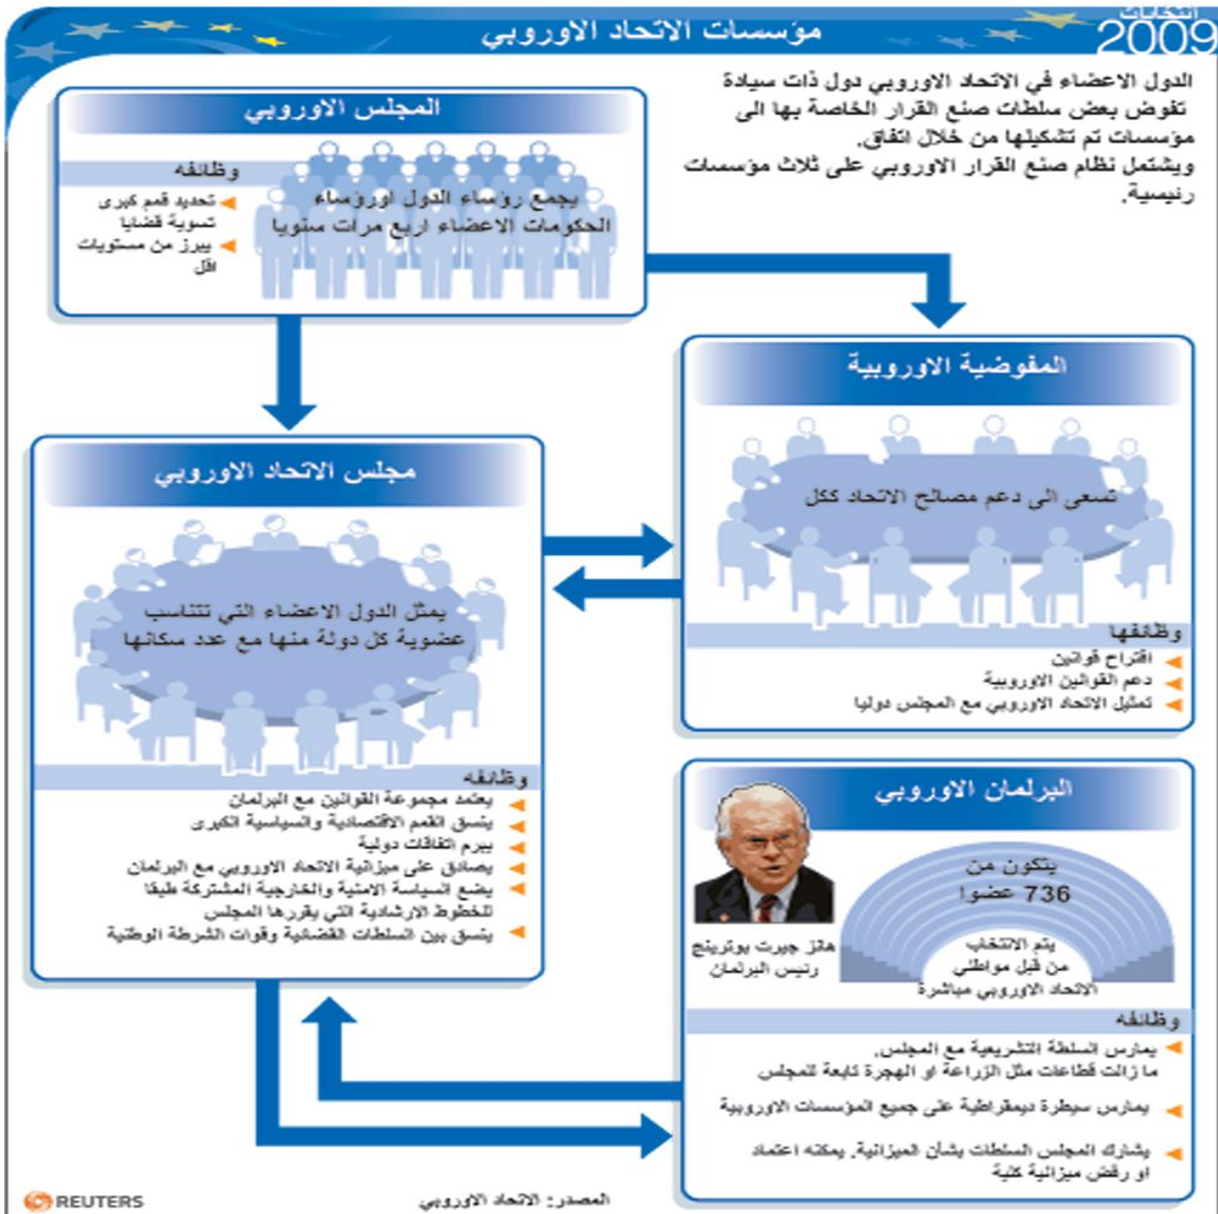 انتخابات
2009
مؤسسات الاتحاد الاوروبي
الدول الاعضاء في الاتحاد الاوروبي دول ذات سيادة
تفوض بعض سلطات صنع القرار الخاصة بها الى
مؤسسات تم تشكيلها من خلال اتفاق.
ويشتمل نظام صنع القرار الاوروبي على ثلاث مؤسسات
رئيسية.
المجلس الاوروبي
يجمع رؤساء الدول اورؤساء
الحكومات الاعضاء اربع مرات سنويا
وظائفه
تحديد قمم كبرى
تسوية قضايا
يبرز من مستويات
اقل
المفوضية الاوروبية
تسعى الى دعم مصالح الاتحاد ككل
وظائفها
اقتراح قوانين
دعم القوانين الاوروبية
تمثيل الاتحاد الاوروبي مع المجلس دوليا
مجلس الاتحاد الاوروبي
يمثل الدول الاعضاء التي تتناسب
عضوية كل دولة منها مع عدد سكانها
وظائفه
يعتمد مجموعة القوانين مع البرلمان
ينسق القمم الاقتصادية والسياسية الكبرى
يبرم اتفاقات دولية
يصادق على ميزانية الاتحاد الاوروبي مع البرلمان
يضع السياسة الامنية والخارجية المشتركة طبقا
للخطوط الارشادية التي يقررها المجلس
ينسق بين السلطات القضائية وقوات الشرطة الوطنية
البرلمان الاوروبي
يتكون من
736 عضوا
يتم الانتخاب
من قبل مواطني
الاتحاد الاوروبي مباشرة
هانز جيرت بوترينج
رئيس البرلمان
وظائفه
يمارس السلطة التشريعية مع المجلس.
ما زالت قطاعات مثل الزراعة او الهجرة تابعة للمجلس
يمارس سيطرة ديمقراطية على جميع المؤسسات الاوروبية
يشارك المجلس السلطات بشأن الميزانية. يمكنه اعتماد
او رفض ميزانية كلية
المصدر: الاتحاد الاوروبي
REUTERS